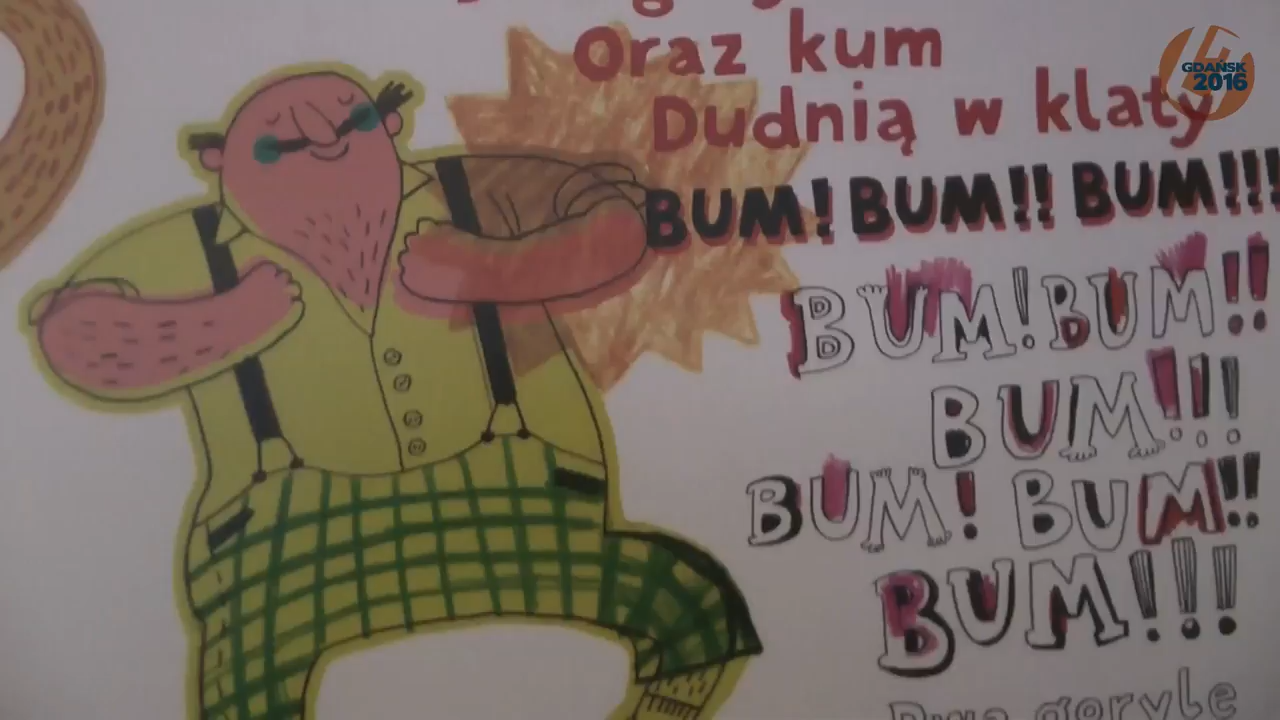 Oraz kum
Dudnią w klaty
BUM! BUM!! BUM!!!
BUM! BUM!!
BUM!!!
BUM! BUM!!
BUM!!!
Dwa goryle
GDAŃSK
2016